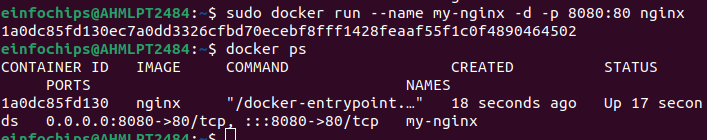 einfochips@AHMLPT2484:~$ sudo docker run --name my-nginx -d -p 8080:80 nginx
1a0dc85fd130ec7a0dd3326cfbd70ecebf8fff1428feaaf55f1c0f4890464502
einfochips@AHMLPT2484:~$ docker ps
CONTAINER ID   IMAGE     COMMAND                  CREATED          STATUS
     PORTS                                   NAMES
1a0dc85fd130   nginx     "/docker-entrypoint.…"   18 seconds ago   Up 17 secon
ds   0.0.0.0:8080->80/tcp, :::8080->80/tcp   my-nginx
einfochips@AHMLPT2484:~$